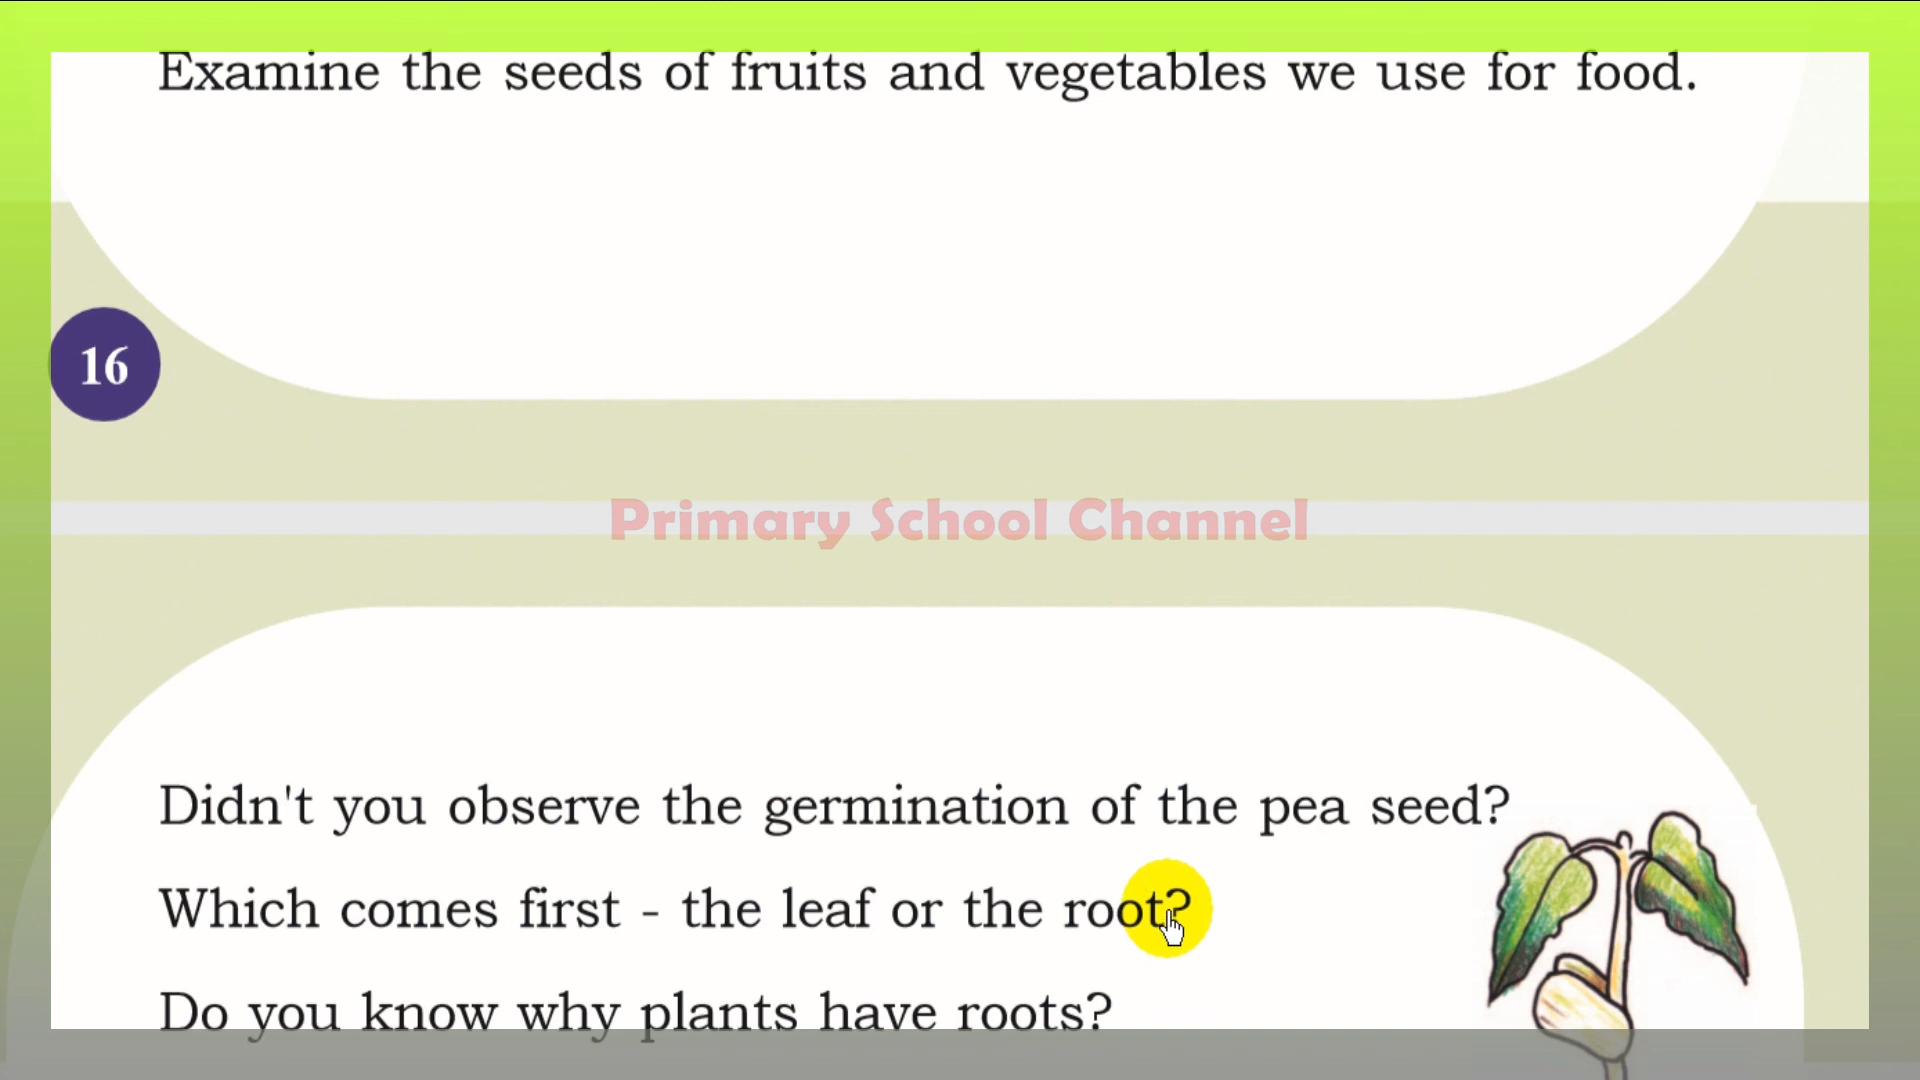 Examine the seeds of fruits and vegetables we use for food.
16
Primary School Channel
Didn't you observe the germination of the pea seed?
Which comes first - the leaf or the root?
Do you know why plants have roots?